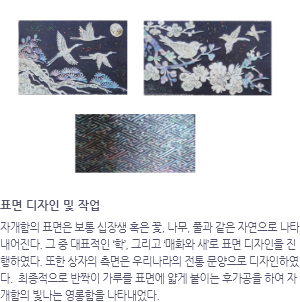 표면 디자인 및 작업
자개함의 표면은 보통 십장생 혹은 꽃, 나무, 풀과 같은 자연으로 나타
내어진다. 그 중 대표적인 '학', 그리고 '매화와 새'로 표면 디자인을 진
행하였다. 또한 상자의 측면은 우리나라의 전통 문양으로 디자인하였
다. 최종적으로 반짝이 가루를 표면에 얇게 붙이는 후가공을 하여 자
개함의 빛나는 영롱함을 나타내었다.